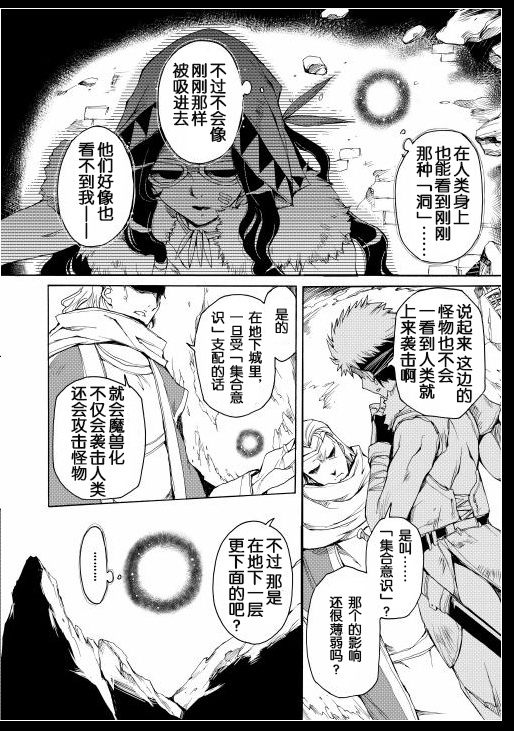 在人类身上
也能看到刚刚
那种「洞」……
不过不会像
刚刚那样
被吸进去
他们好像也
看不到我——
说起来 这边的
怪物也不会
一看到人类就
上来袭击啊
是叫……
「集合意识」?
那个的影响
还很薄弱吗?
是的
在地下城里,
一旦受「集合意
识」支配的话
就会魔兽化
不仅会袭击人类
还会攻击怪物
不过 那是
在地下一层
更下面的吧?
………